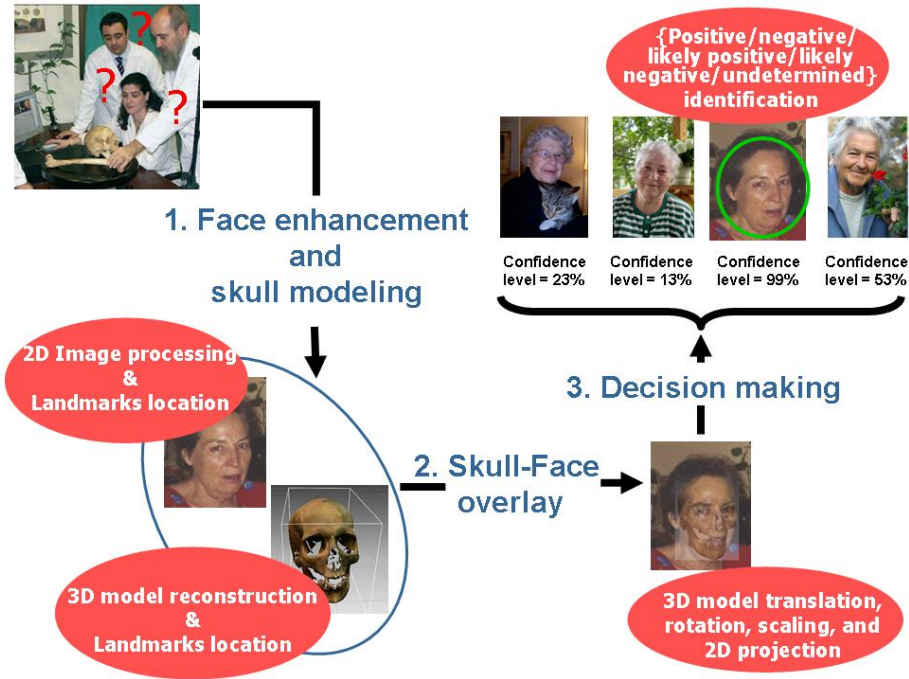 ?
?
?
1. Face enhancement
and
skull modeling
2D Image processing
&
Landmarks location
3D model reconstruction
&
Landmarks location
2. Skull-Face
overlay
3D model translation,
rotation, scaling, and
2D projection
3. Decision making
Confidence
level = 23%
Confidence
level = 13%
Confidence
level = 99%
Confidence
level = 53%
{Positive/negative/
likely positive/likely
negative/undetermined}
identification